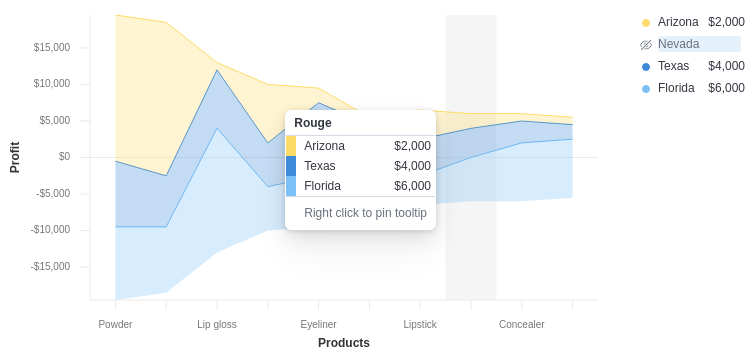 Arizona $2,000
Nevada
Texas $4,000
Florida $6,000
$15,000
$10,000
$5,000
$0
-$5,000
-$10,000
-$15,000
Profit
Rouge
Arizona $2,000
Texas $4,000
Florida $6,000
Right click to pin tooltip
Powder Lip gloss Eyeliner Lipstick Concealer
Products